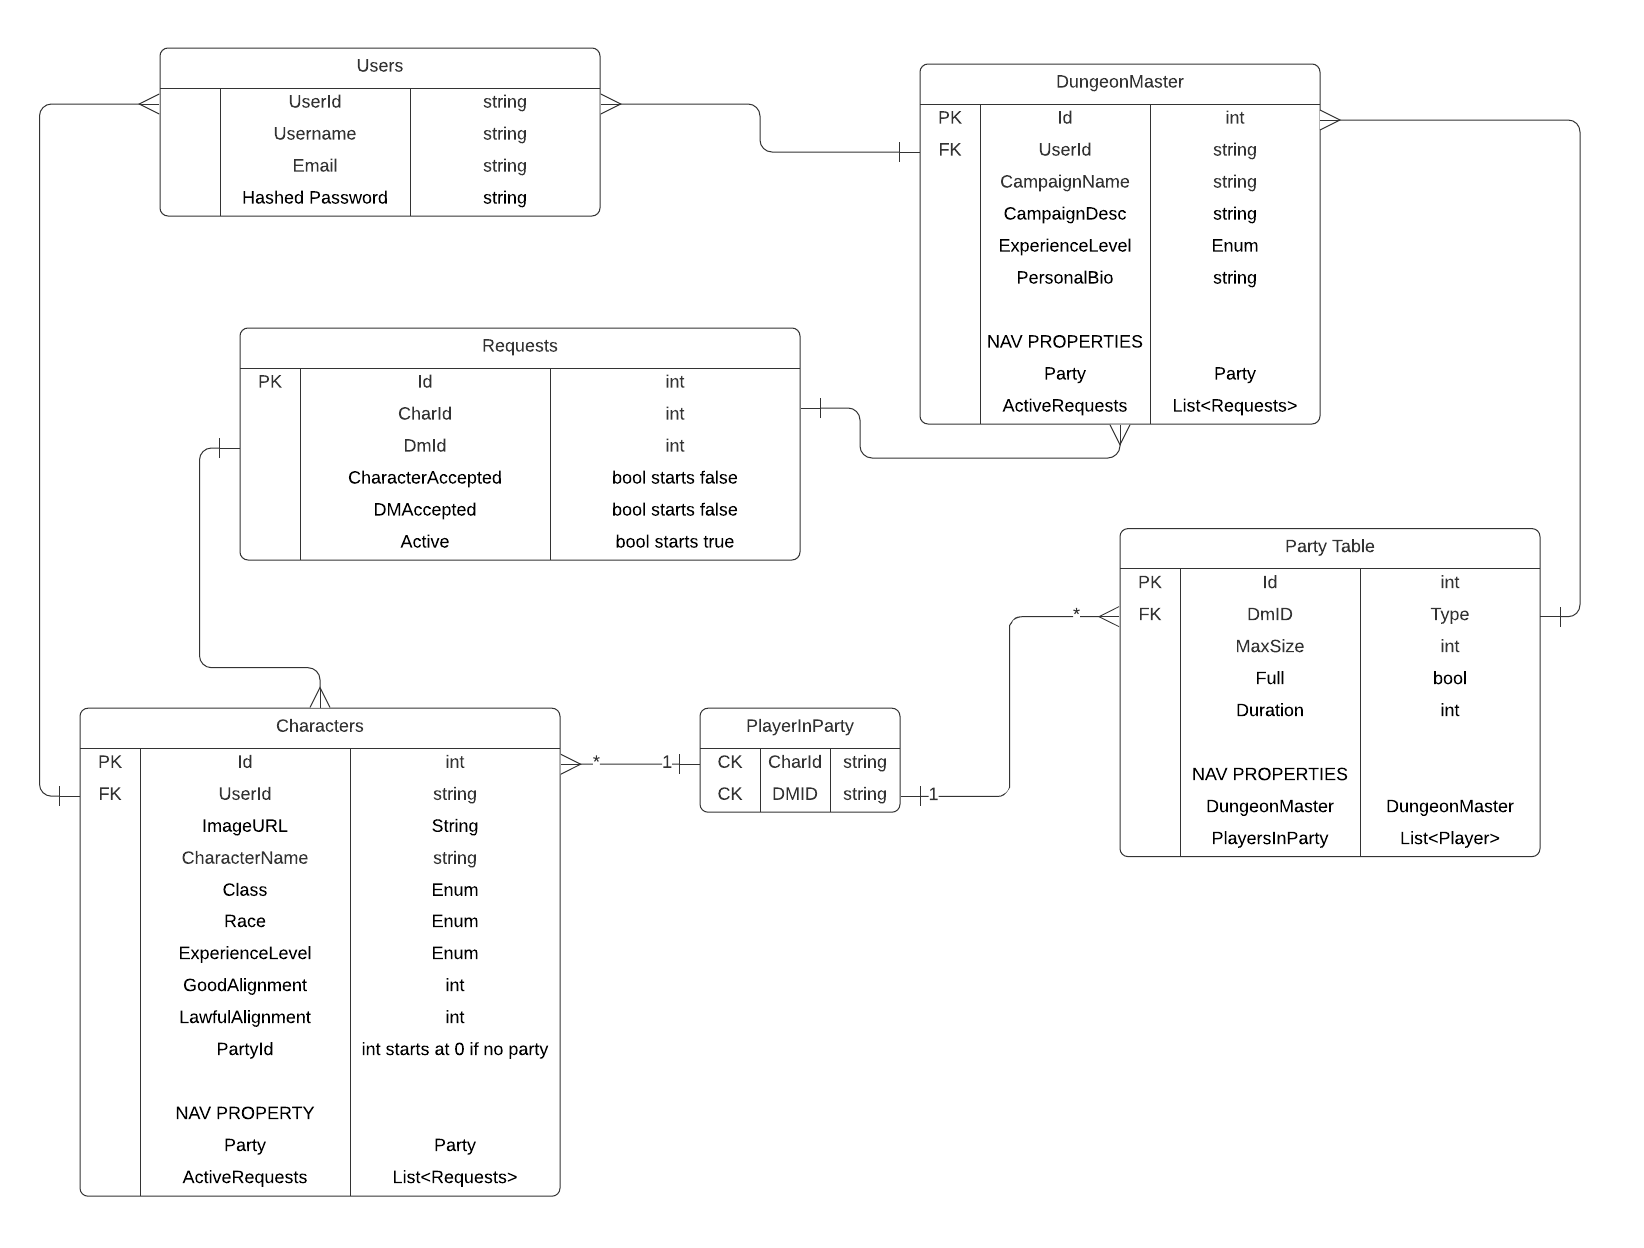 Users
UserId string
Username string
Email string
Hashed Password string
DungeonMaster
PK Id int
FK UserId string
CampaignName string
CampaignDesc string
ExperienceLevel Enum
PersonalBio string
NAV PROPERTIES
Party Party
ActiveRequests List<Requests>
Requests
PK Id int
CharId int
DmId int
CharacterAccepted bool starts false
DMAccepted bool starts false
Active bool starts true
Party Table
PK Id int
FK DmID Type
MaxSize int
Full bool
Duration int
NAV PROPERTIES
DungeonMaster DungeonMaster
PlayersInParty List<Player>
*
Characters
PK Id int
FK UserId string
ImageURL String
CharacterName string
Class Enum
Race Enum
ExperienceLevel Enum
GoodAlignment int
LawfulAlignment int
PartyId int starts at 0 if no party
NAV PROPERTY
Party Party
ActiveRequests List<Requests>
* 1
PlayerInParty
CK CharId string
CK DMID string
1